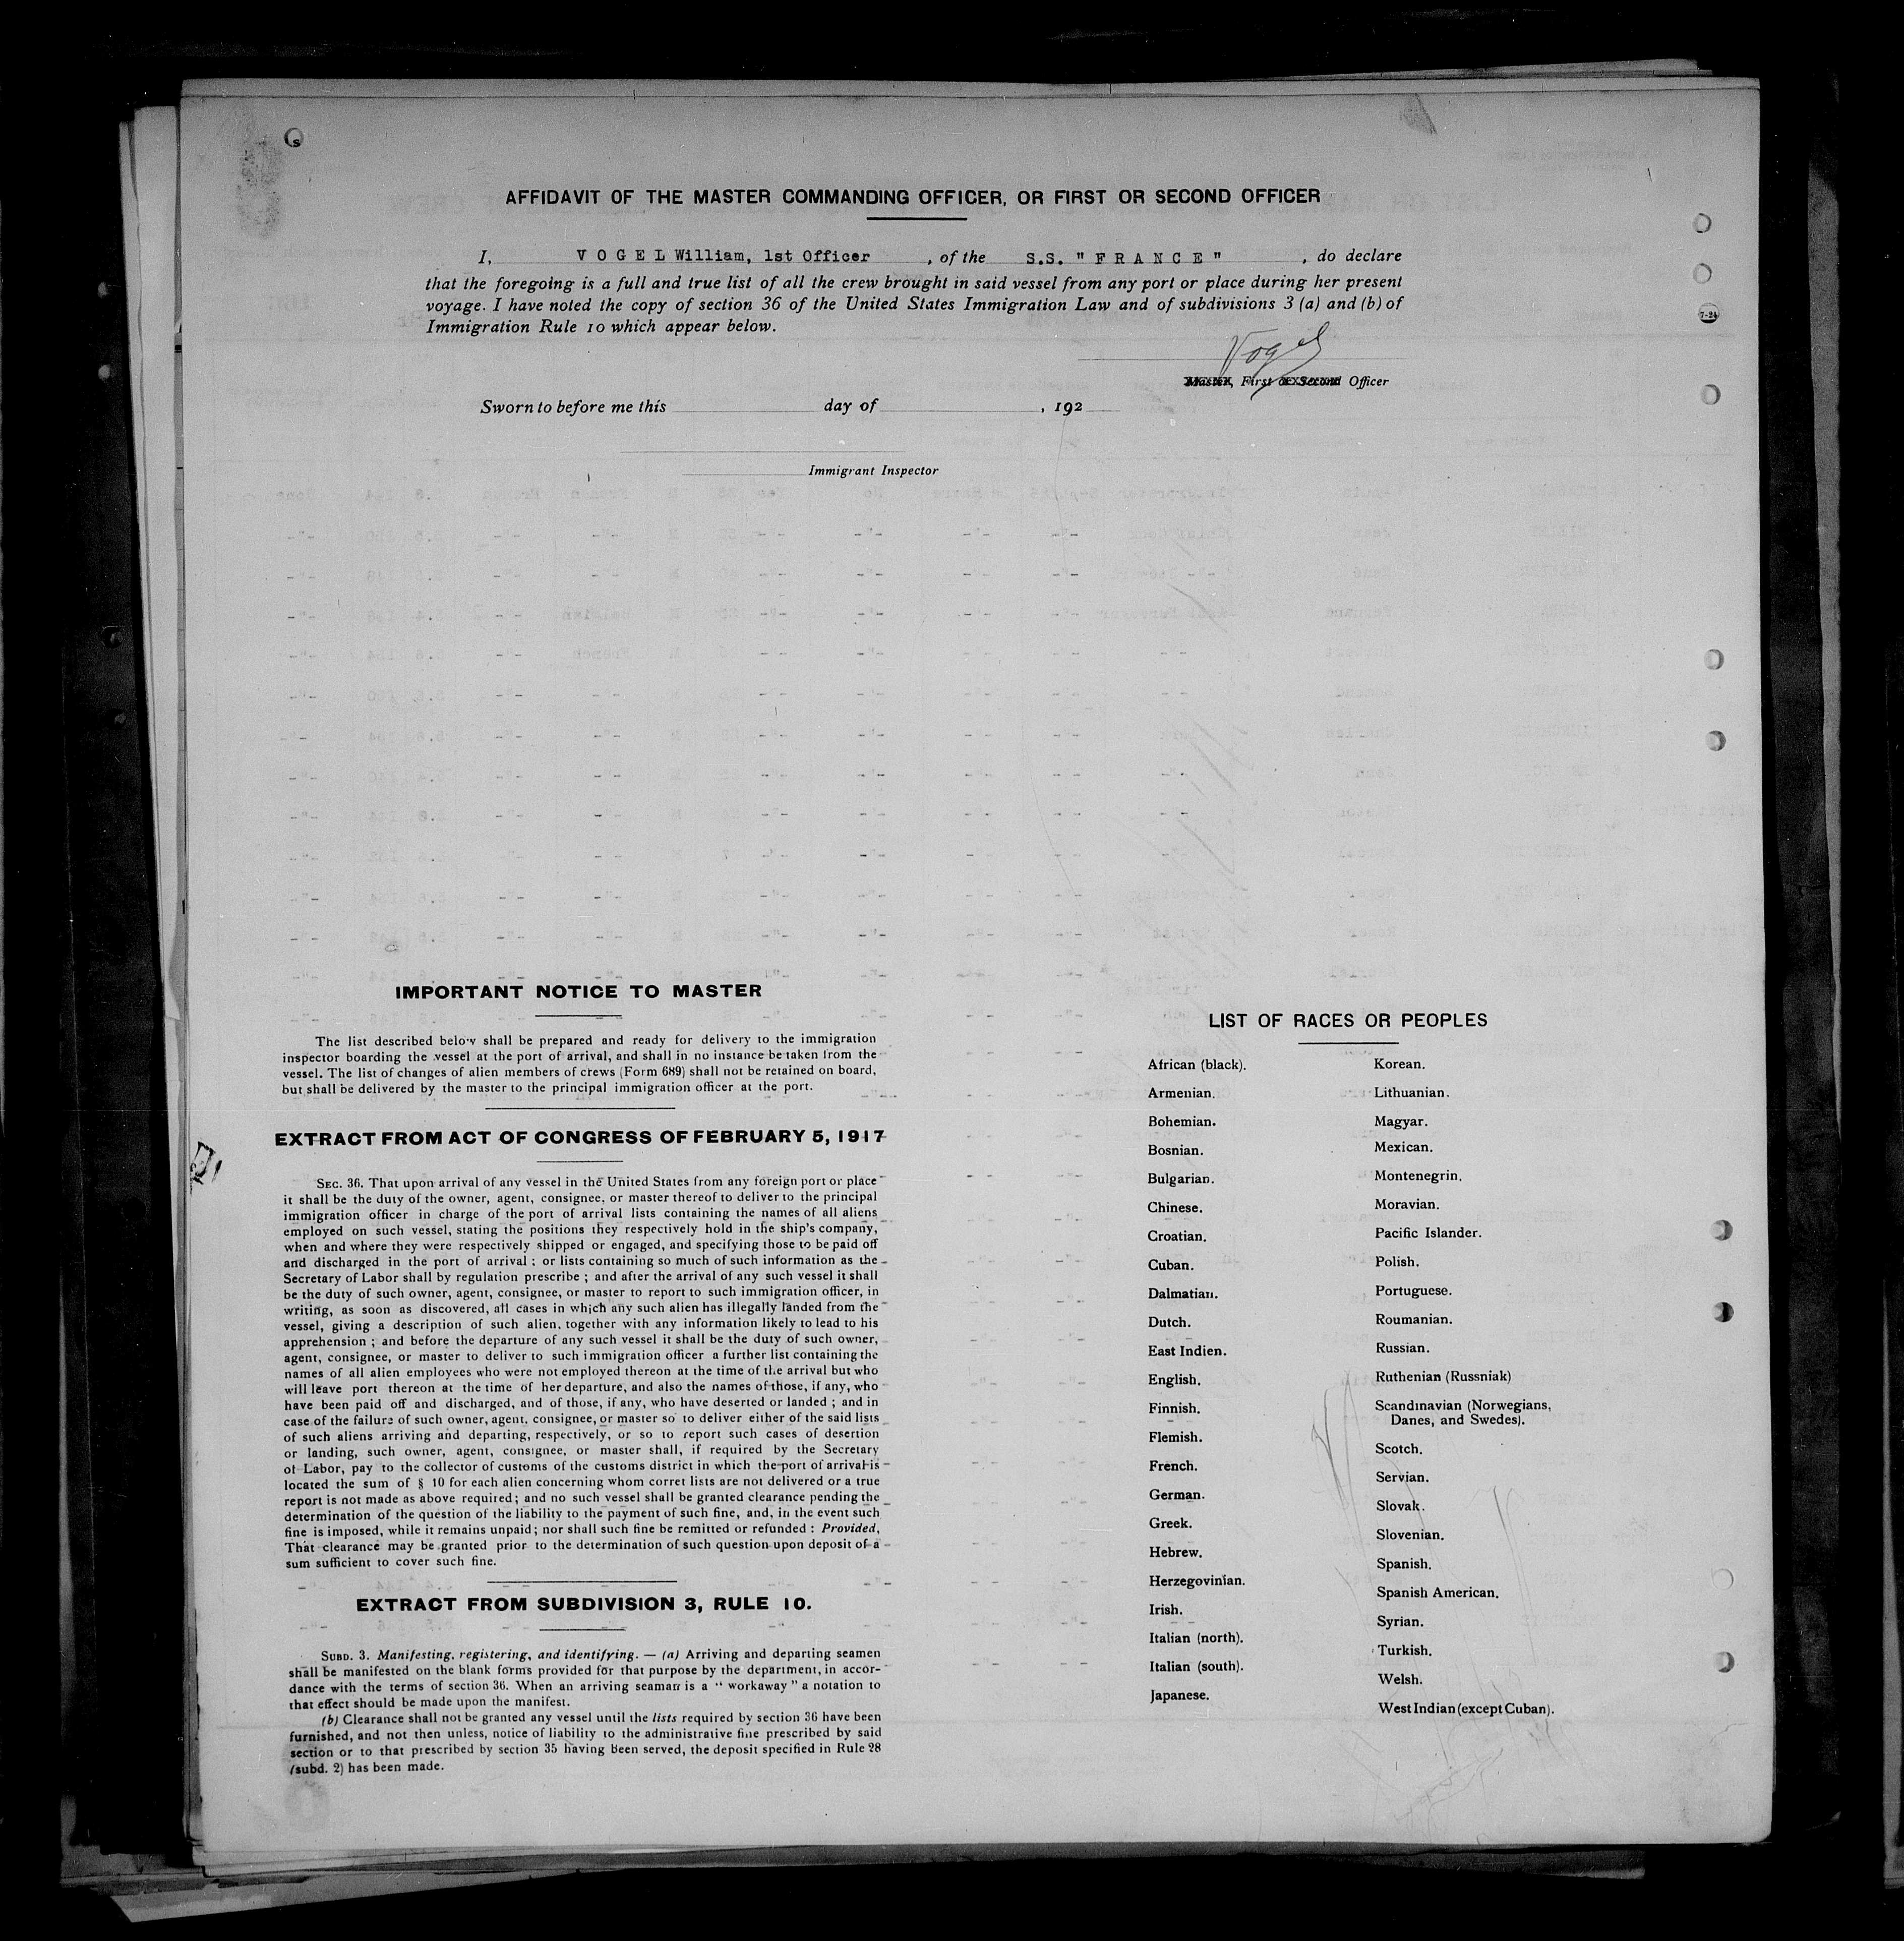 AFFIDAVIT OF THE MASTER COMMANDING OFFICER, OR FIRST OR SECOND OFFICER
I, VOGEL William, 1st Officer , of the S.S. "FRANCE" , do declare
that the foregoing is a full and true list of all the crew brought in said vessel from any port or place during her present
voyage. I have noted the copy of section 36 of the United States Immigration Law and of subdivisions 3 (a) and (b) of
Immigration Rule 10 which appear below.
Vogel
7-24
Master, First or Second Officer
Sworn to before me this day of , 192
Immigrant Inspector
IMPORTANT NOTICE TO MASTER
The list described below shall be prepared and ready for delivery to the immigration
inspector boarding the vessel at the port of arrival, and shall in no instance be taken from the
vessel. The list of changes of alien members of crews (Form 689) shall not be retained on board,
but shall be delivered by the master to the principal immigration officer at the port.
EXTRACT FROM ACT OF CONGRESS OF FEBRUARY 5, 1917
SEC. 36. That upon arrival of any vessel in the United States from any foreign port or place
it shall be the duty of the owner, agent, consignee, or master thereof to deliver to the principal
immigration officer in charge of the port of arrival lists containing the names of all aliens
employed on such vessel, stating the positions they respectively hold in the ship's company,
when and where they were respectively shipped or engaged, and specifying those to be paid off
and discharged in the port of arrival ; or lists containing so much of such information as the
Secretary of Labor shall by regulation prescribe ; and after the arrival of any such vessel it shall
be the duty of such owner, agent, consignee, or master to report to such immigration officer, in
writing, as soon as discovered, all cases in which any such alien has illegally landed from the
vessel, giving a description of such alien, together with any information likely to lead to his
apprehension ; and before the departure of any such vessel it shall be the duty of such owner,
agent, consignee, or master to deliver to such immigration officer a further list containing the
names of all alien employees who were not employed thereon at the time of the arrival but who
will leave port thereon at the time of her departure, and also the names of those, if any, who
have been paid off and discharged, and of those, if any, who have deserted or landed ; and in
case of the failure of such owner, agent, consignee, or master so to deliver either of the said lists
of such aliens arriving and departing, respectively, or so to report such cases of desertion
or landing, such owner, agent, consignee, or master shall, if required by the Secretary
of Labor, pay to the collector of customs of the customs district in which the port of arrival is
located the sum of § 10 for each alien concerning whom corret lists are not delivered or a true
report is not made as above required; and no such vessel shall be granted clearance pending the
determination of the question of the liability to the payment of such fine, and, in the event such
fine is imposed, while it remains unpaid; nor shall such fine be remitted or refunded : Provided,
That clearance may be granted prior to the determination of such question upon deposit of a
sum sufficient to cover such fine.
EXTRACT FROM SUBDIVISION 3, RULE 10.
SUBD. 3. Manifesting, registering, and identifying. — (a) Arriving and departing seamen
shall be manifested on the blank forms provided for that purpose by the department, in accor-
dance with the terms of section 36. When an arriving seaman is a " workaway " a notation to
that effect should be made upon the manifest.
(b) Clearance shall not be granted any vessel until the lists required by section 36 have been
furnished, and not then unless, notice of liability to the administrative fine prescribed by said
section or to that prescribed by section 35 having been served, the deposit specified in Rule 28
(subd. 2) has been made.
LIST OF RACES OR PEOPLES
African (black).
Armenian.
Bohemian.
Bosnian.
Bulgarian.
Chinese.
Croatian.
Cuban.
Dalmatian.
Dutch.
East Indien.
English.
Finnish.
Flemish.
French.
German.
Greek.
Hebrew.
Herzegovinian.
Irish.
Italian (north).
Italian (south).
Japanese.
Korean.
Lithuanian.
Magyar.
Mexican.
Montenegrin.
Moravian.
Pacific Islander.
Polish.
Portuguese.
Roumanian.
Russian.
Ruthenian (Russniak)
Scandinavian (Norwegians,
Danes, and Swedes).
Scotch.
Servian.
Slovak.
Slovenian.
Spanish.
Spanish American.
Syrian.
Turkish.
Welsh.
West Indian (except Cuban).